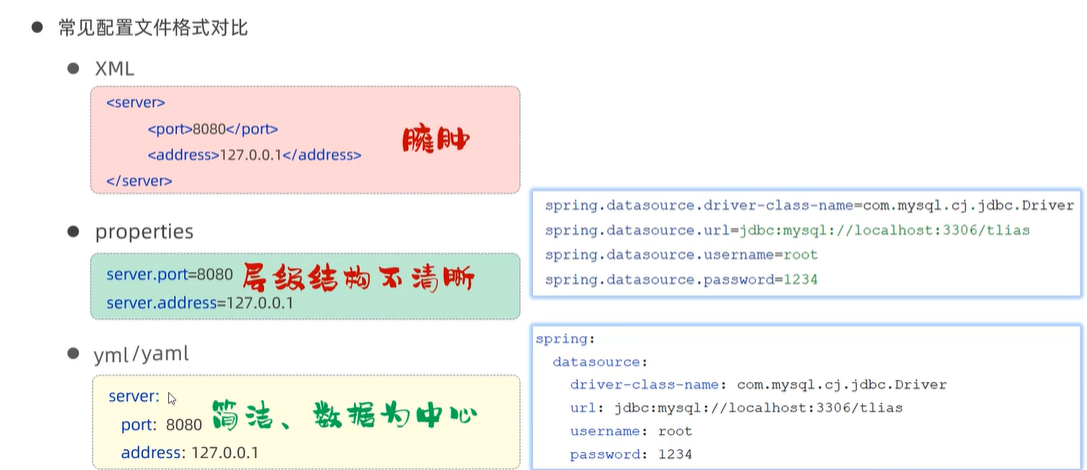 常见配置文件格式对比
XML
<server>
<port>8080</port>
<address>127.0.0.1</address>
</server>
臃肿
properties
server.port=8080
server.address=127.0.0.1
层级结构不清晰
spring.datasource.driver-class-name=com.mysql.cj.jdbc.Driver
spring.datasource.url=jdbc:mysql://localhost:3306/tlias
spring.datasource.username=root
spring.datasource.password=1234
yml/yaml
server:
port: 8080
address: 127.0.0.1
简洁、数据为中心
spring:
datasource:
driver-class-name: com.mysql.cj.jdbc.Driver
url: jdbc:mysql://localhost:3306/tlias
username: root
password: 1234